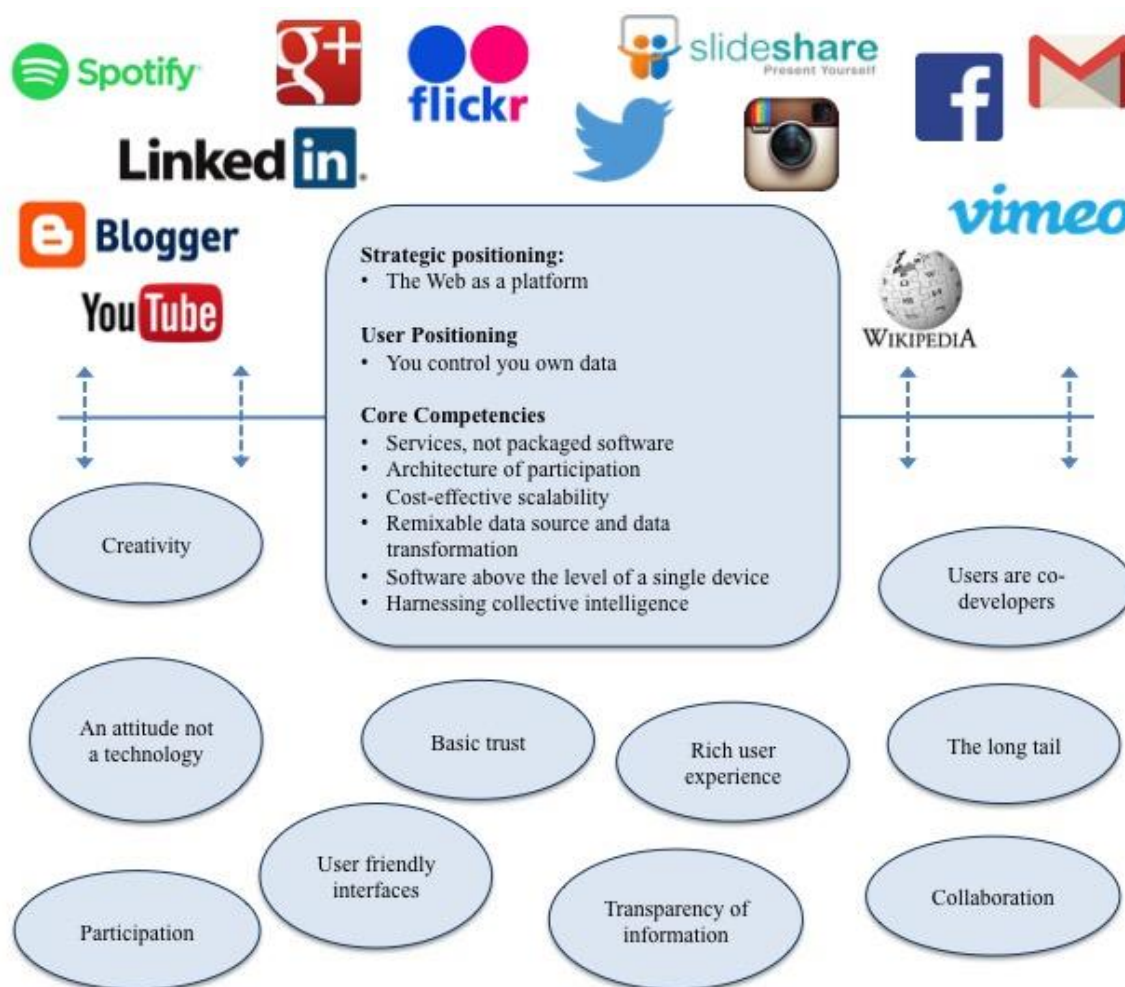 Spotify
g+
flickr
slideshare
Present Yourself
f
M
Linked in
Blogger
YouTube
vimeo
WIKIPEDIA
Strategic positioning:
• The Web as a platform
User Positioning
• You control you own data
Core Competencies
• Services, not packaged software
• Architecture of participation
• Cost-effective scalability
• Remixable data source and data
transformation
• Software above the level of a single device
• Harnessing collective intelligence
Creativity
Users are co-
developers
An attitude not
a technology
Basic trust
Rich user
experience
The long tail
User friendly
interfaces
Participation
Transparency of
information
Collaboration